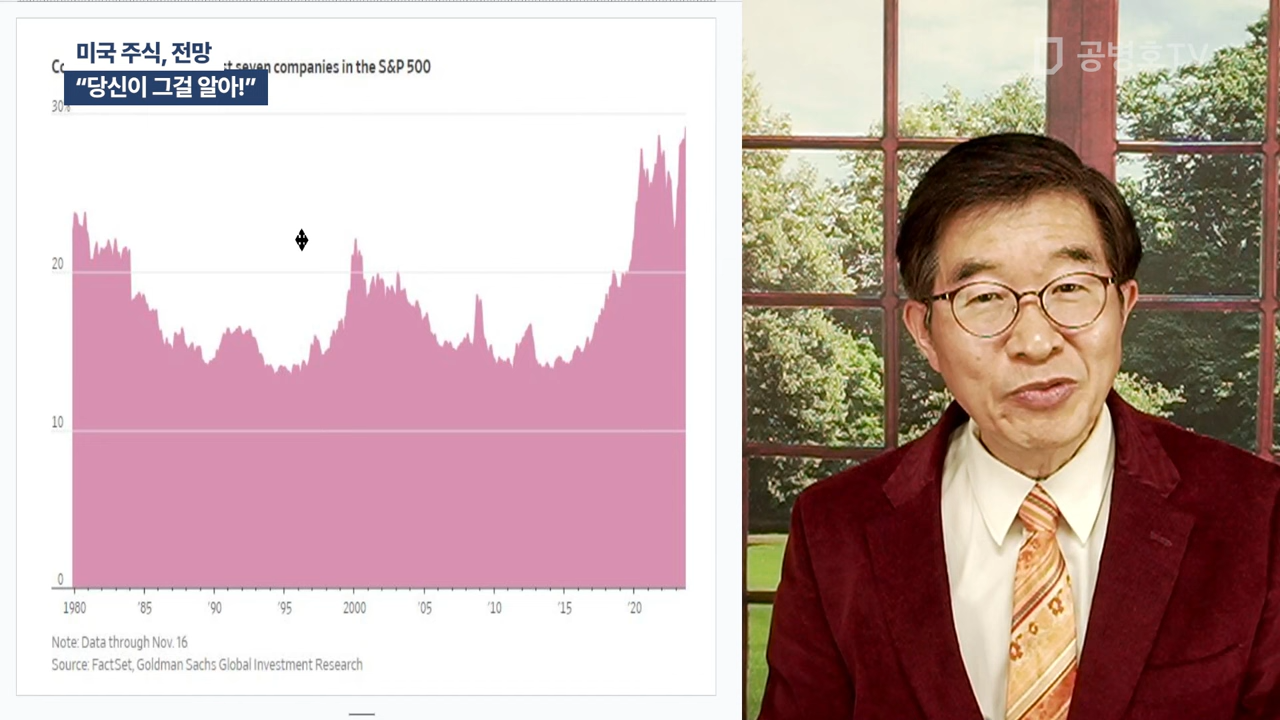 미국 주식, 전망
“당신이 그걸 알아!”
Co st seven companies in the S&P 500
공병호TV
30%
20
10
0
1980 '85 '90 '95 2000 '05 '10 '15 '20
Note: Data through Nov. 16
Source: FactSet, Goldman Sachs Global Investment Research